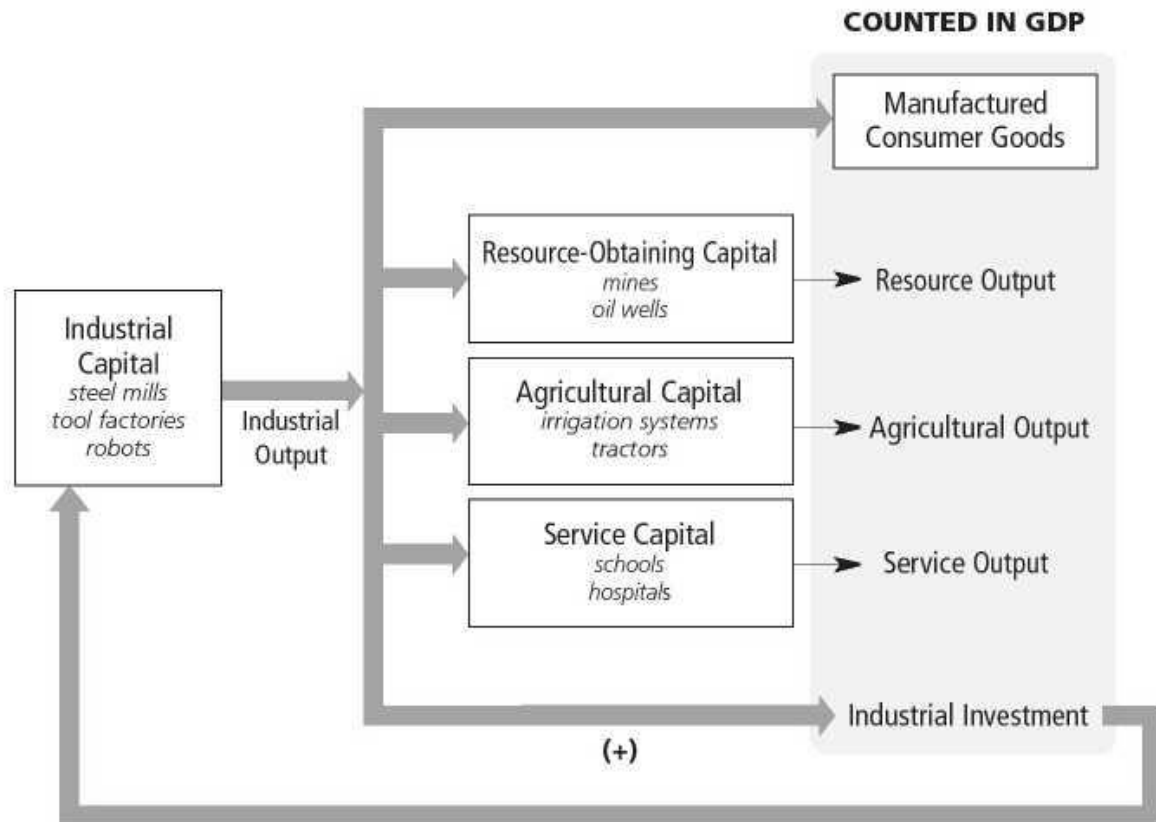 COUNTED IN GDP
Manufactured
Consumer Goods
Resource-Obtaining Capital
mines
oil wells
Resource Output
Industrial
Capital
steel mills
tool factories
robots
Industrial
Output
Agricultural Capital
irrigation systems
tractors
Agricultural Output
Service Capital
schools
hospitals
Service Output
Industrial Investment
(+)